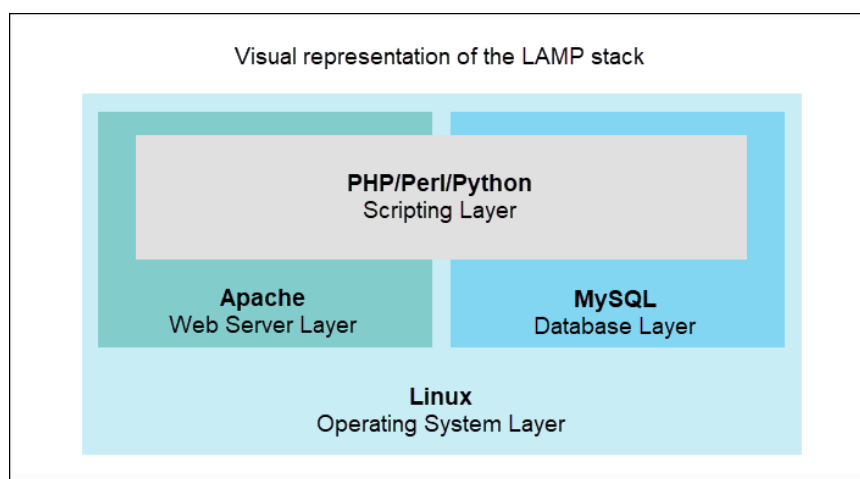 Visual representation of the LAMP stack
PHP/Perl/Python
Scripting Layer
Apache
Web Server Layer
MySQL
Database Layer
Linux
Operating System Layer